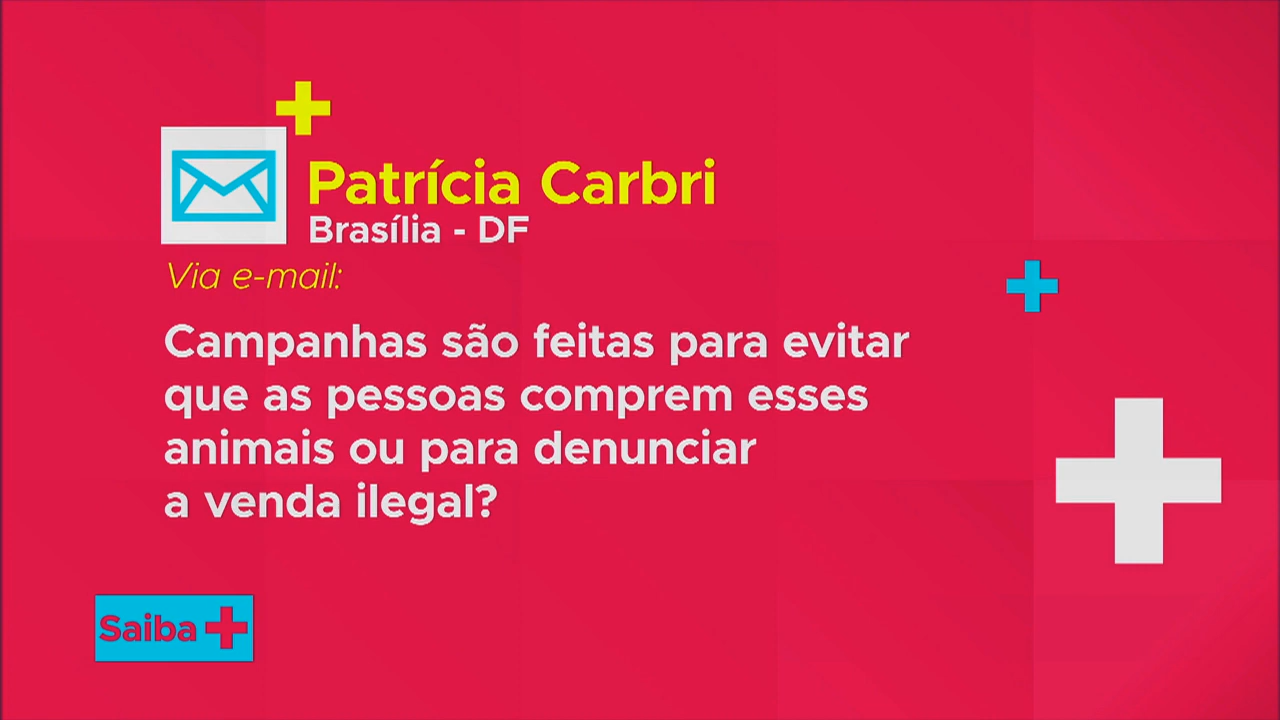 Patrícia Carbri
Brasília - DF
Via e-mail:
Campanhas são feitas para evitar
que as pessoas comprem esses
animais ou para denunciar
a venda ilegal?
Saiba+